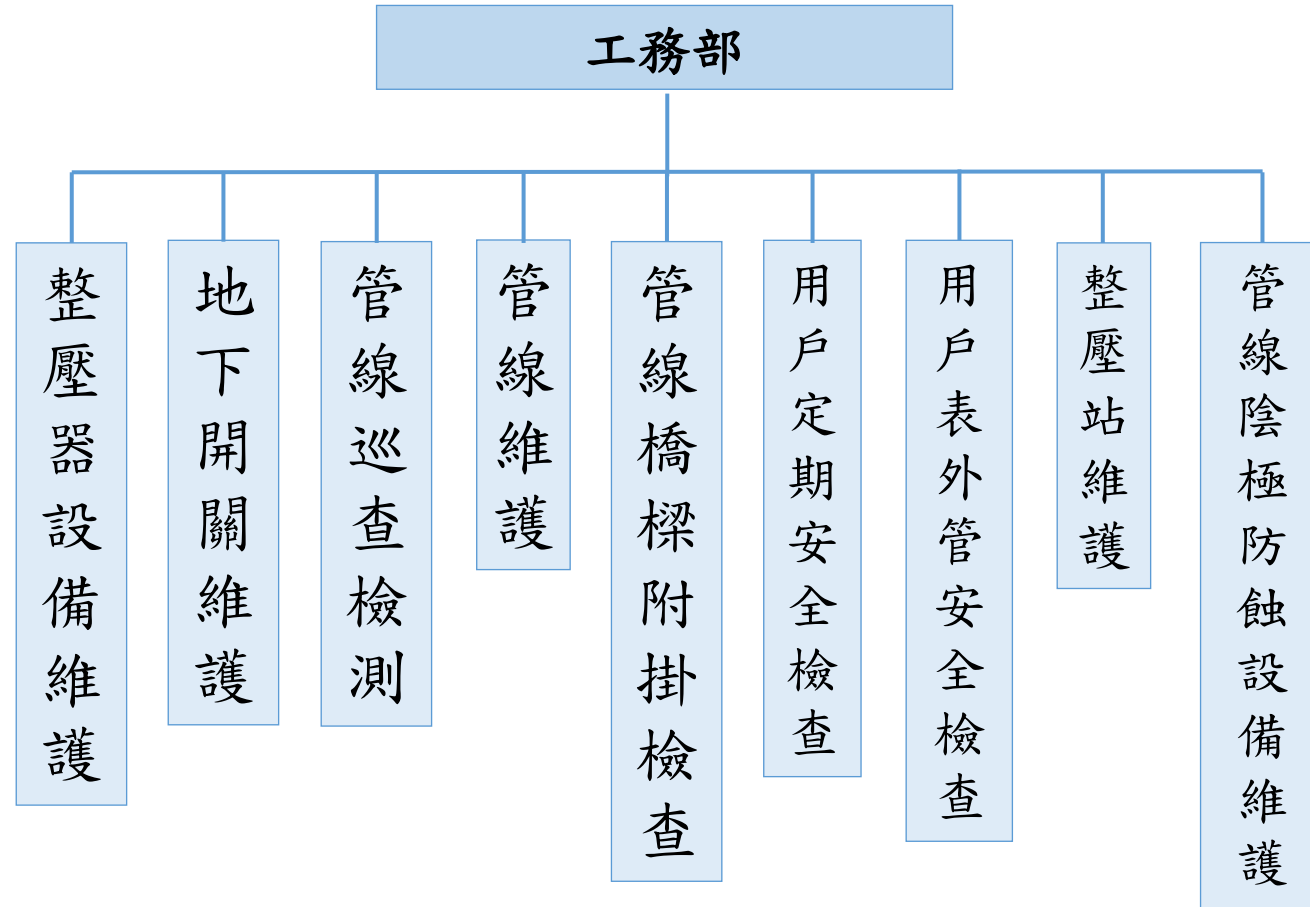 工務部
整壓器設備維護
地下開關維護
管線巡查檢測
管線維護
管線橋樑附掛檢查
用戶定期安全檢查
用戶表外管安全檢查
整壓站維護
管線陰極防蝕設備維護